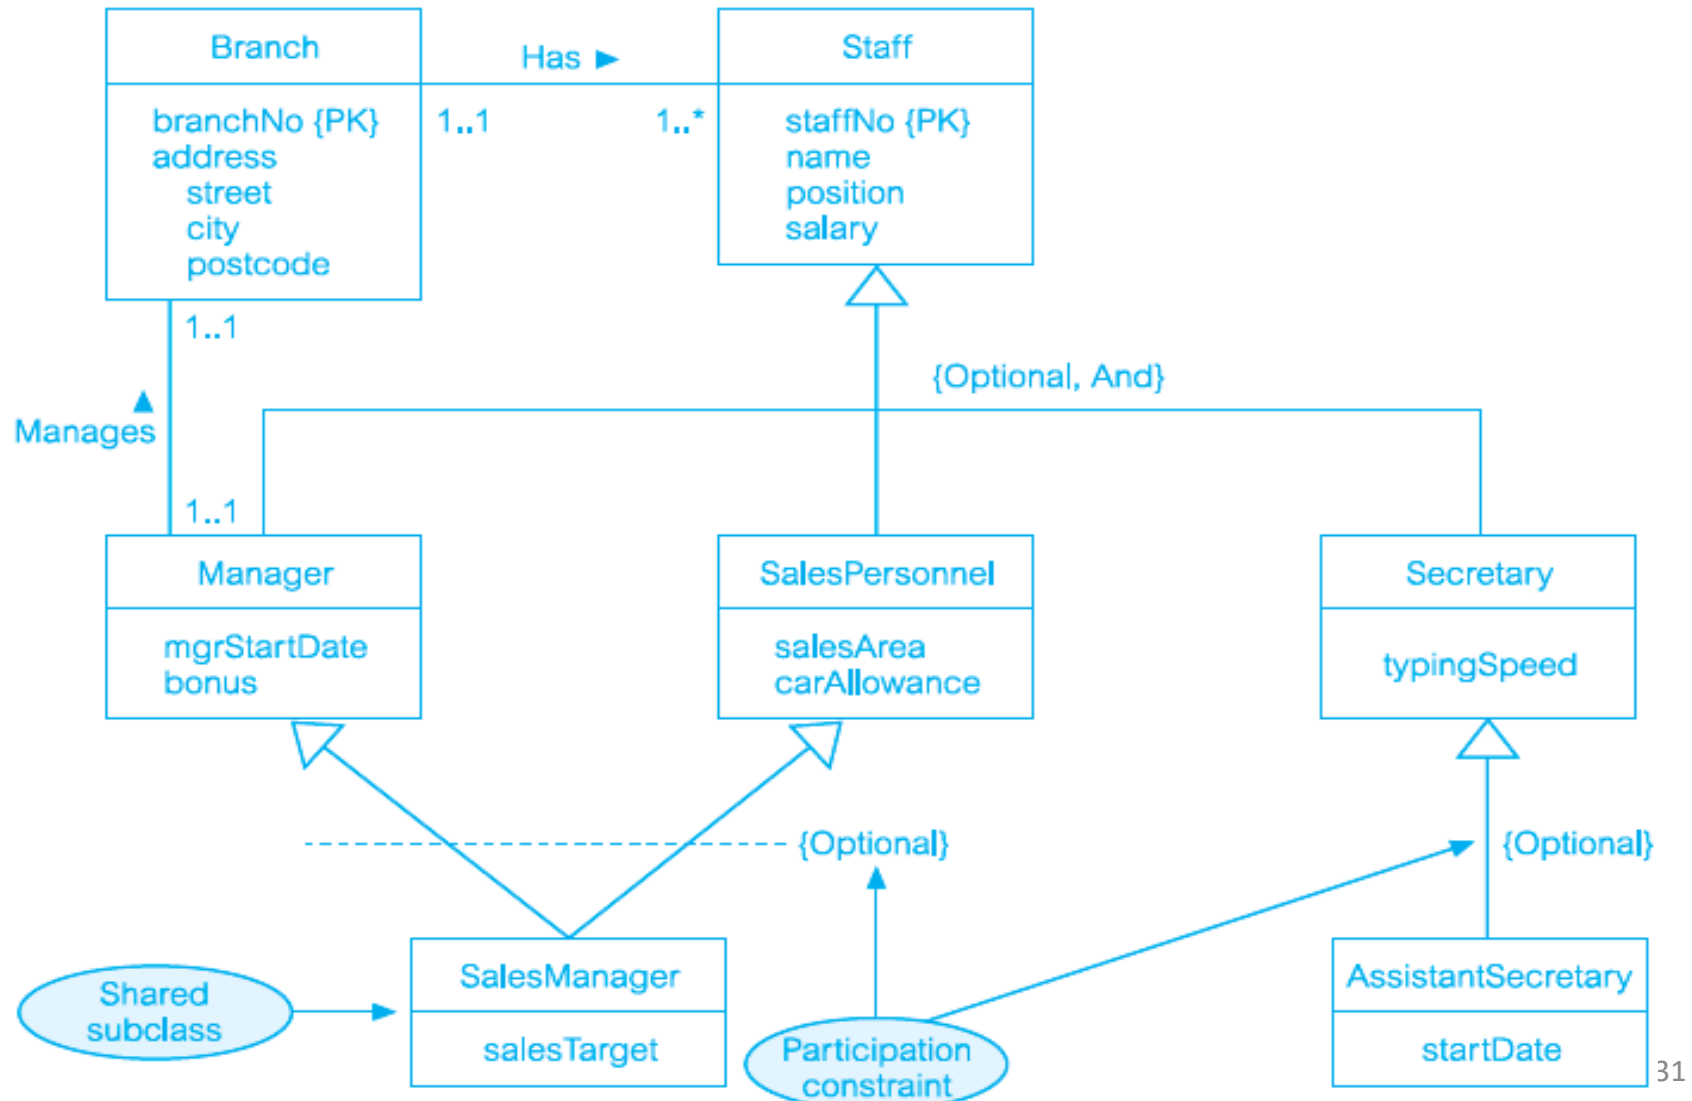 Branch
Has ►
Staff
branchNo {PK}
address
street
city
postcode
1..1
1..*
staffNo {PK}
name
position
salary
1..1
{Optional, And}
▲
Manages
1..1
Manager
mgrStartDate
bonus
SalesPersonnel
salesArea
carAllowance
Secretary
typingSpeed
{Optional}
{Optional}
Shared
subclass
SalesManager
salesTarget
Participation
constraint
AssistantSecretary
startDate
31